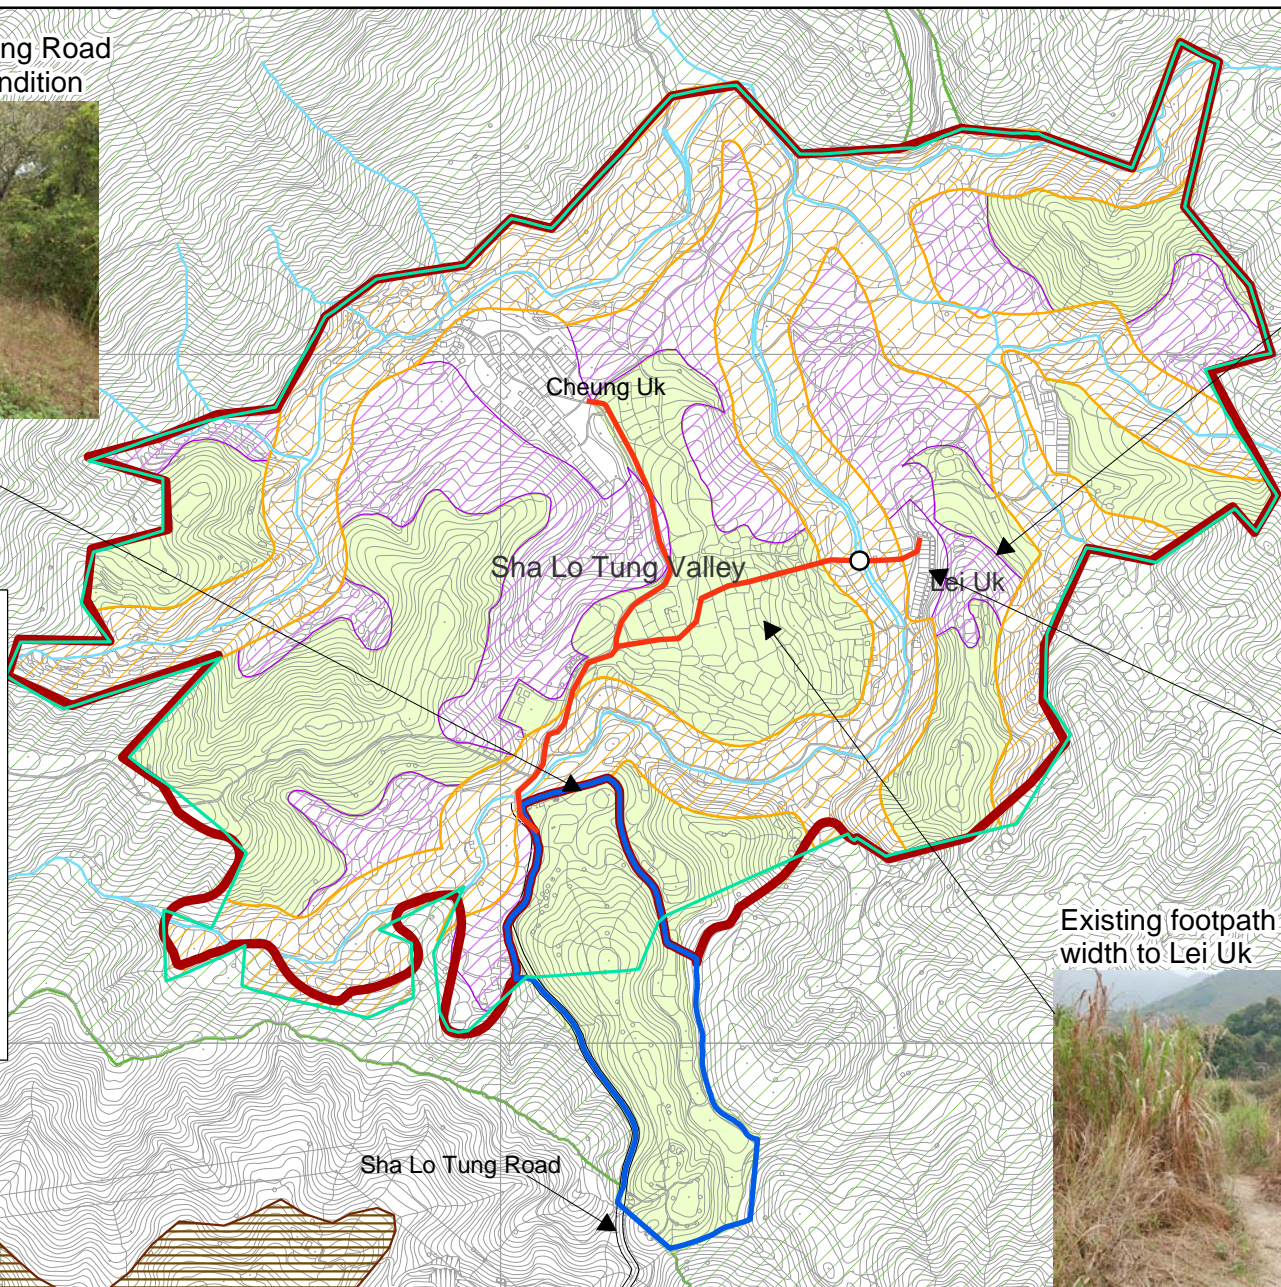 ng Road
ndition
Cheung Uk
Sha Lo Tung Valley
Lei Uk
Existing footpath
width to Lei Uk
Sha Lo Tung Road